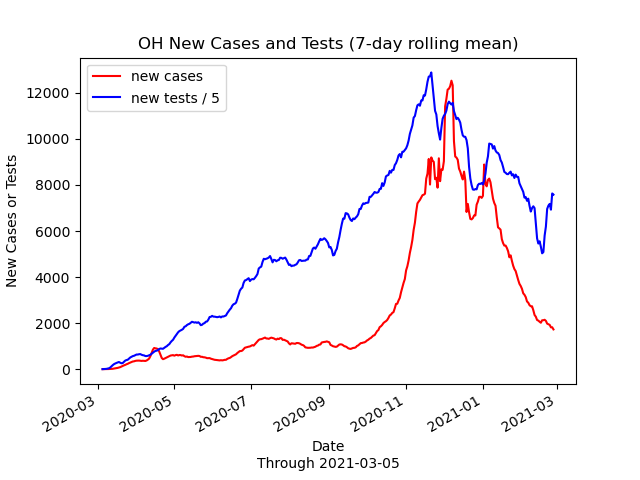 OH New Cases and Tests (7-day rolling mean)
new cases
new tests / 5
New Cases or Tests
12000
10000
8000
6000
4000
2000
0
2020-03
2020-05
2020-07
2020-09
2020-11
2021-01
2021-03
Date
Through 2021-03-05